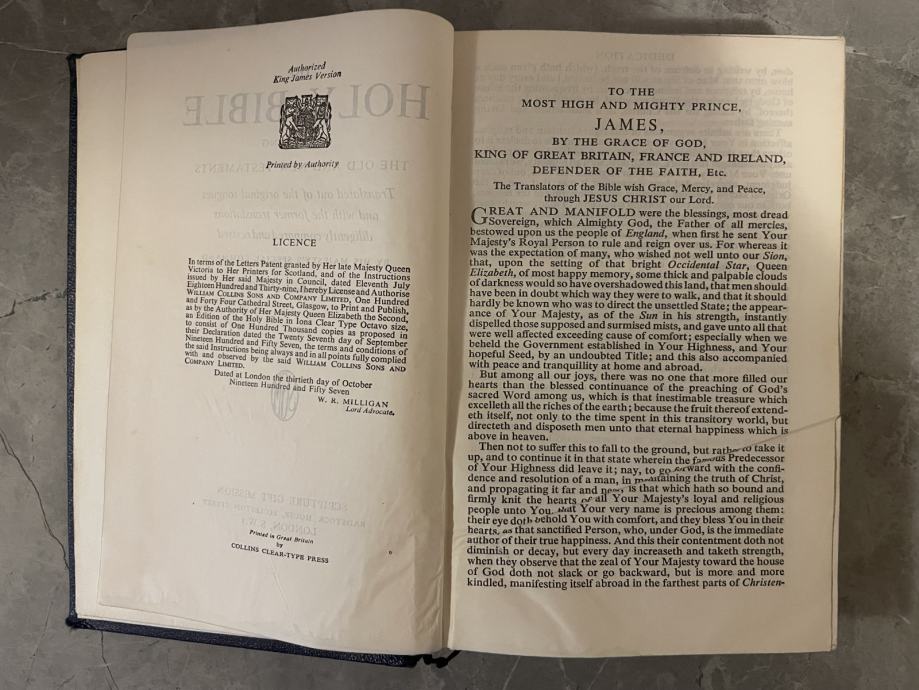 Authorized
King James Version
Printed by Authority
LICENCE
In terms of the Letters Patent granted by Her late Majesty Queen
Victoria to Her Printers for Scotland, and of the Instructions
issued by Her said Majesty in Council, dated Eleventh July
Eighteen Hundred and Thirty-nine, I hereby License and Authorise
WILLIAM COLLINS SONS AND COMPANY LIMITED, One Hundred
and Forty Four Cathedral Street, Glasgow, to Print and Publish,
as by the Authority of Her Majesty Queen Elizabeth the Second,
an Edition of the Holy Bible in Iona Clear Type Octavo size,
to consist of One Hundred Thousand copies as proposed in
their Declaration dated the Twenty Seventh day of September
Nineteen Hundred and Fifty Seven, the terms and conditions of
the said Instructions being always and in all points fully complied
with and observed by the said WILLIAM COLLINS SONS AND
COMPANY LIMITED.
Dated at London the thirtieth day of October
Nineteen Hundred and Fifty Seven
W. R. MILLIGAN
Lord Advocate.
Printed in Great Britain
by
COLLINS CLEAR-TYPE PRESS
TO THE
MOST HIGH AND MIGHTY PRINCE,
JAMES,
BY THE GRACE OF GOD,
KING OF GREAT BRITAIN, FRANCE AND IRELAND,
DEFENDER OF THE FAITH, Etc.
The Translators of the Bible wish Grace, Mercy, and Peace,
through JESUS CHRIST our Lord.
GREAT AND MANIFOLD were the blessings, most dread
Sovereign, which Almighty God, the Father of all mercies,
bestowed upon us the people of England, when first he sent Your
Majesty's Royal Person to rule and reign over us. For whereas it
was the expectation of many, who wished not well unto our Sion,
that, upon the setting of that bright Occidental Star, Queen
Elizabeth, of most happy memory, some thick and palpable clouds
of darkness would so have overshadowed this land, that men should
have been in doubt which way they were to walk, and that it should
hardly be known who was to direct the unsettled State; the appear-
ance of Your Majesty, as of the Sun in his strength, instantly
dispelled those supposed and surmised mists, and gave unto all that
were well affected exceeding cause of comfort; especially when we
beheld the Government established in Your Highness, and Your
hopeful Seed, by an undoubted Title; and this also accompanied
with peace and tranquillity at home and abroad.
But among all our joys, there was no one that more filled our
hearts than the blessed continuance of the preaching of God's
sacred Word among us, which is that inestimable treasure which
excelleth all the riches of the earth; because the fruit thereof extend-
eth itself, not only to the time spent in this transitory world, but
directeth and disposeth men unto that eternal happiness which is
above in heaven.
Then not to suffer this to fall to the ground, but rather to take it
up, and to continue it in that state wherein the famous Predecessor
of Your Highness did leave it; nay, to go forward with the confi-
dence and resolution of a man, in maintaining the truth of Christ,
and propagating it far and near, is that which hath so bound and
firmly knit the hearts of all Your Majesty's loyal and religious
people unto You, that Your very name is precious among them:
their eye doth behold You with comfort, and they bless You in their
hearts, as that sanctified Person, who, under God, is the immediate
author of their true happiness. And this their contentment doth not
diminish or decay, but every day increaseth and taketh strength,
when they observe that the zeal of Your Majesty toward the house
of God doth not slack or go backward, but is more and more
kindled, manifesting itself abroad in the farthest parts of Christen-